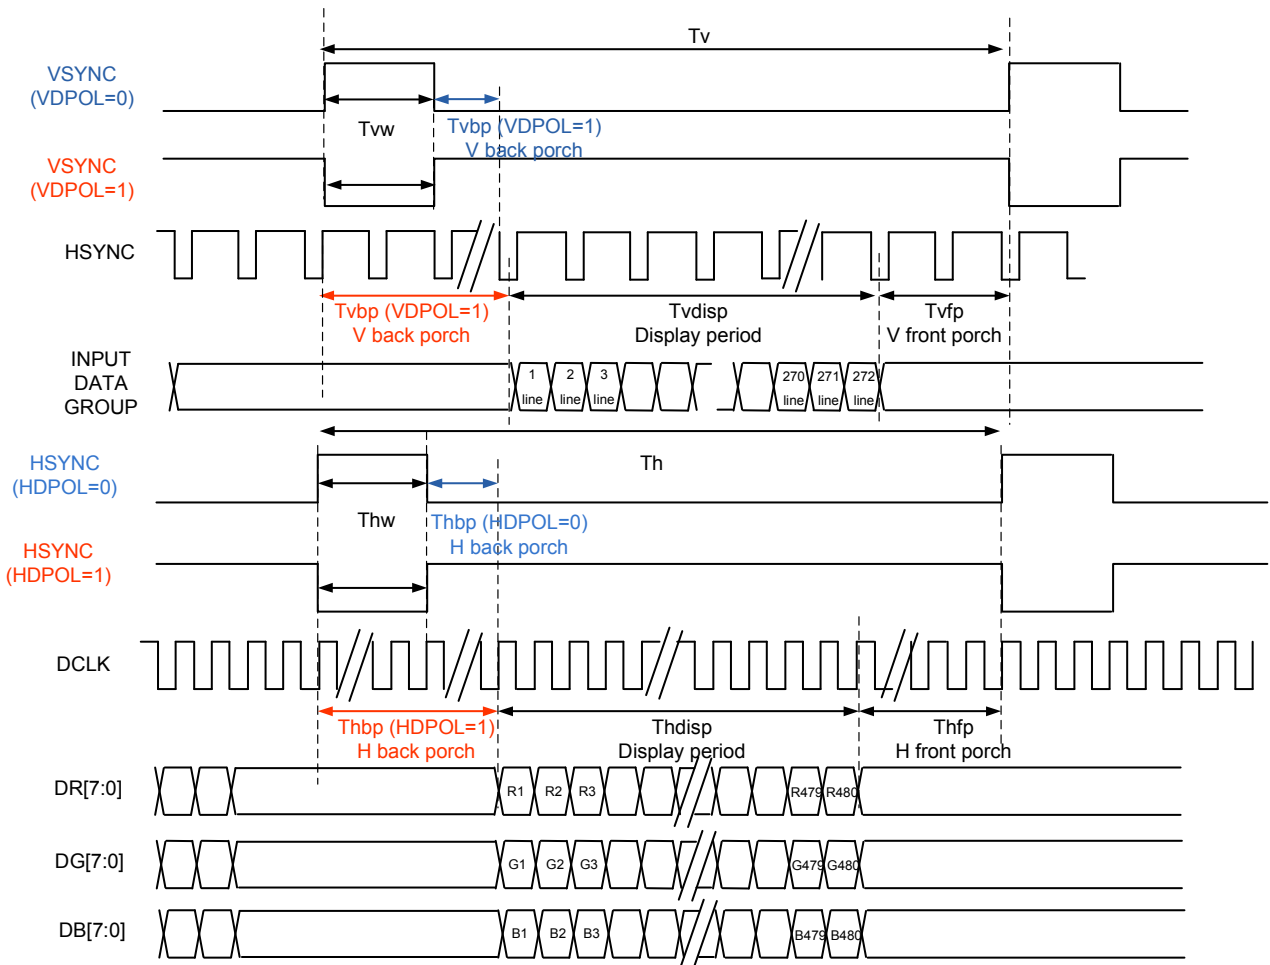 Tv
VSYNC
(VDPOL=0)
Tvw
Tvbp (VDPOL=1)
V back porch
VSYNC
(VDPOL=1)
HSYNC
Tvbp (VDPOL=1)
V back porch
Tvdisp
Display period
Tvfp
V front porch
INPUT
DATA
GROUP
1
line
2
line
3
line
270
line
271
line
272
line
HSYNC
(HDPOL=0)
Th
Thw
Thbp (HDPOL=0)
H back porch
HSYNC
(HDPOL=1)
DCLK
Thbp (HDPOL=1)
H back porch
Thdisp
Display period
Thfp
H front porch
DR[7:0]
R1
R2
R3
R479
R480
DG[7:0]
G1
G2
G3
G479
G480
DB[7:0]
B1
B2
B3
B479
B480